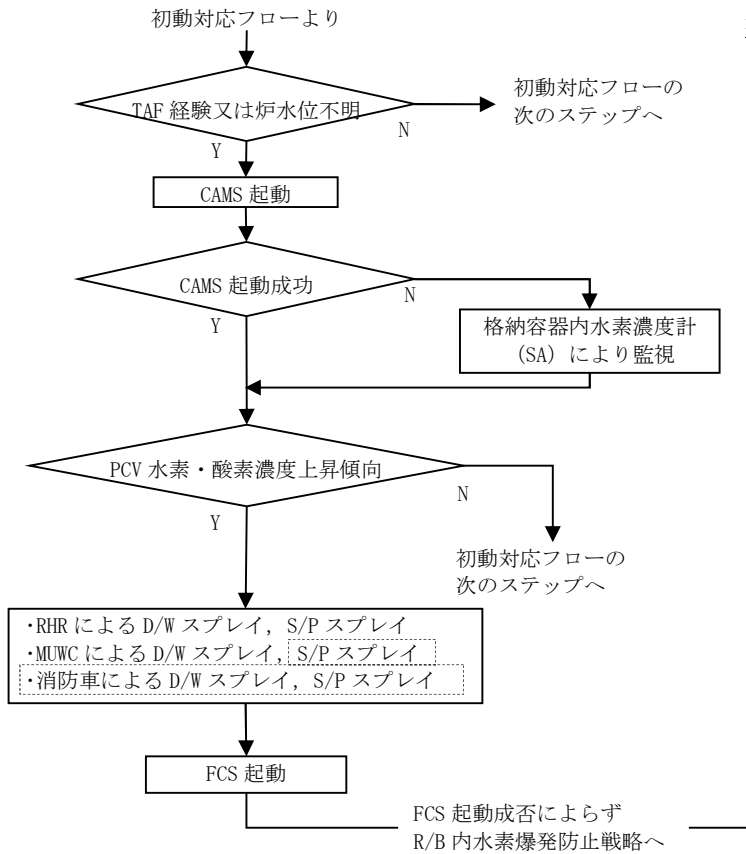 初動対応フローより
TAF 経験又は炉水位不明
N
初動対応フローの
次のステップへ
Y
CAMS 起動
CAMS 起動成功
N
Y
格納容器内水素濃度計
（SA）により監視
PCV 水素・酸素濃度上昇傾向
N
Y
初動対応フローの
次のステップへ
・RHR による D/W スプレイ，S/P スプレイ
・MUWC による D/W スプレイ，S/P スプレイ
・消防車による D/W スプレイ，S/P スプレイ
FCS 起動
FCS 起動成否によらず
R/B 内水素爆発防止戦略へ